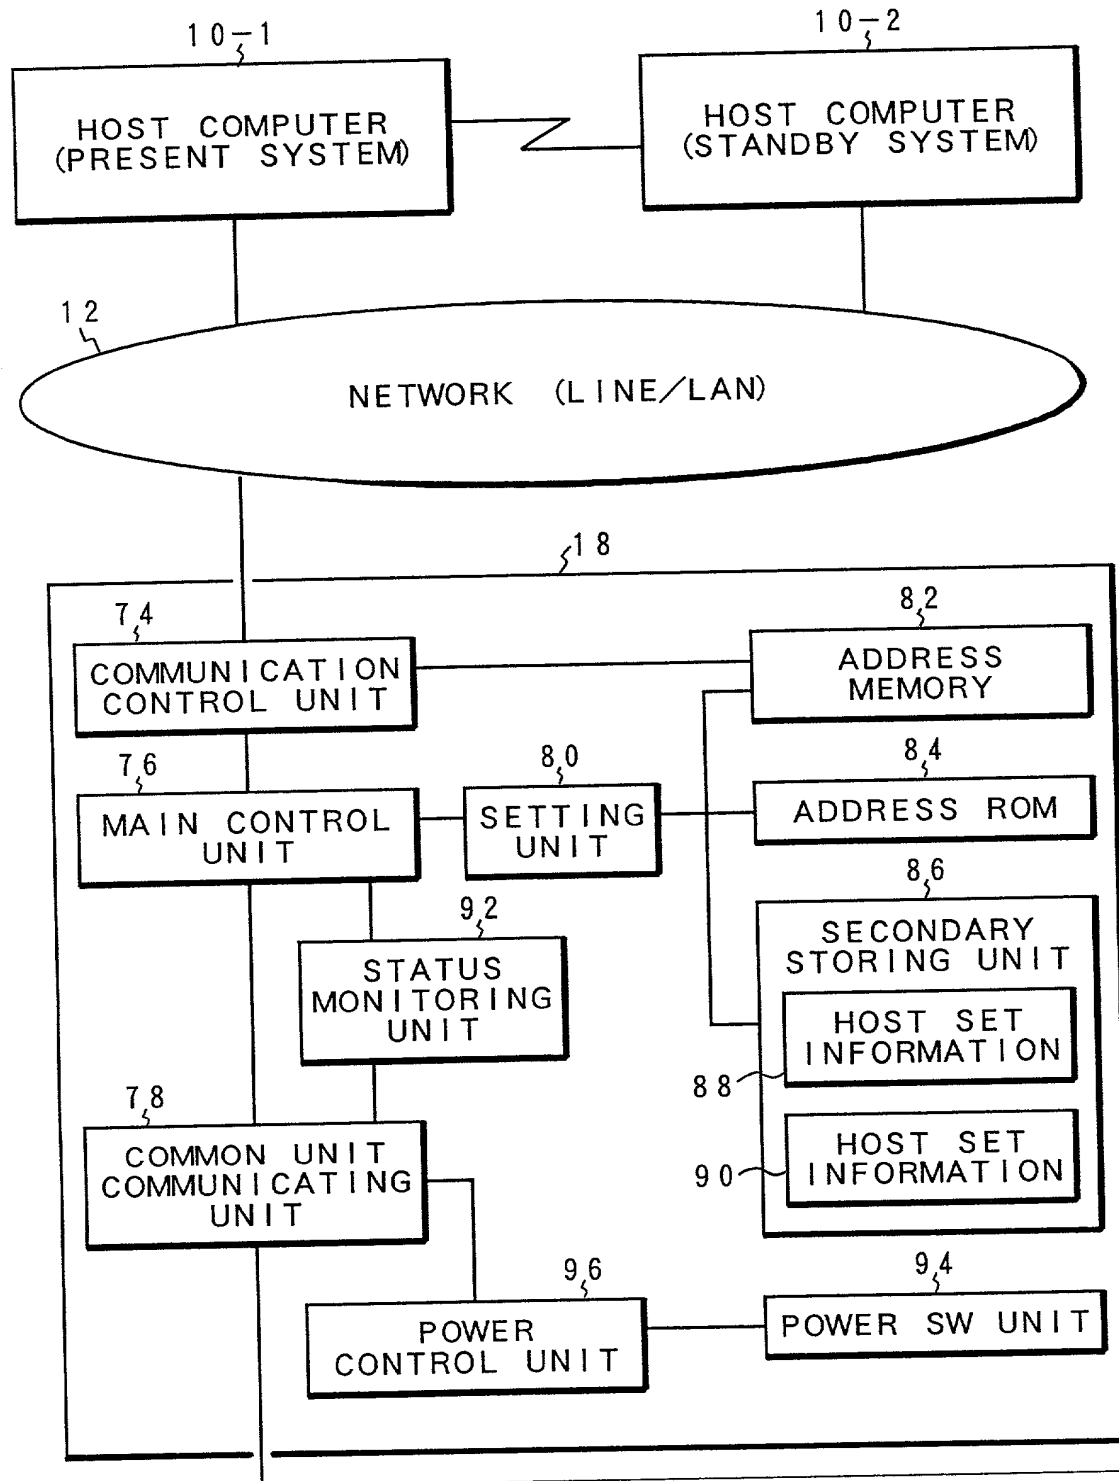 10-1
10-2
HOST COMPUTER
(PRESENT SYSTEM)
HOST COMPUTER
(STANDBY SYSTEM)
12
NETWORK (LINE/LAN)
18
74
COMMUNICATION
CONTROL UNIT
82
ADDRESS
MEMORY
76
MAIN CONTROL
UNIT
80
SETTING
UNIT
84
ADDRESS ROM
86
SECONDARY
STORING UNIT
HOST SET
INFORMATION
88
HOST SET
INFORMATION
90
92
STATUS
MONITORING
UNIT
78
COMMON UNIT
COMMUNICATING
UNIT
96
POWER
CONTROL UNIT
94
POWER SW UNIT